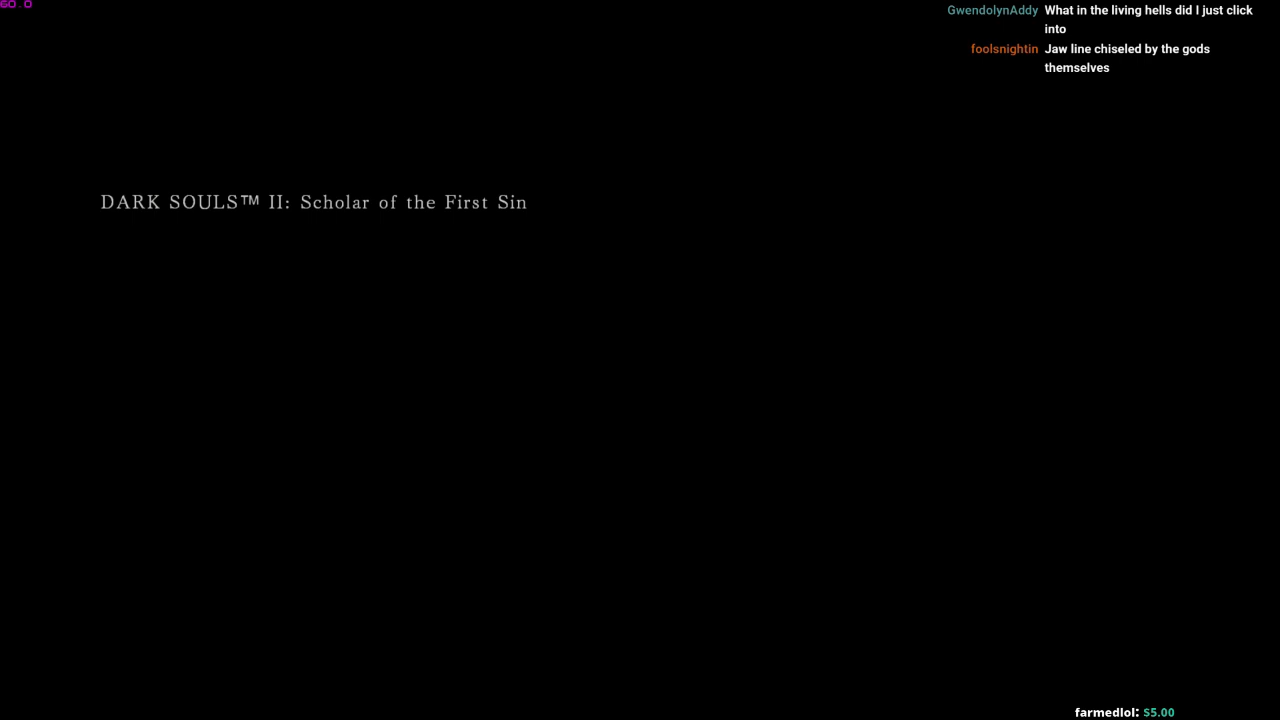 60.0
GwendolynAddy What in the living hells did I just click
into
foolsnightin Jaw line chiseled by the gods
themselves
DARK SOULS™ II: Scholar of the First Sin
farmedlol: $5.00